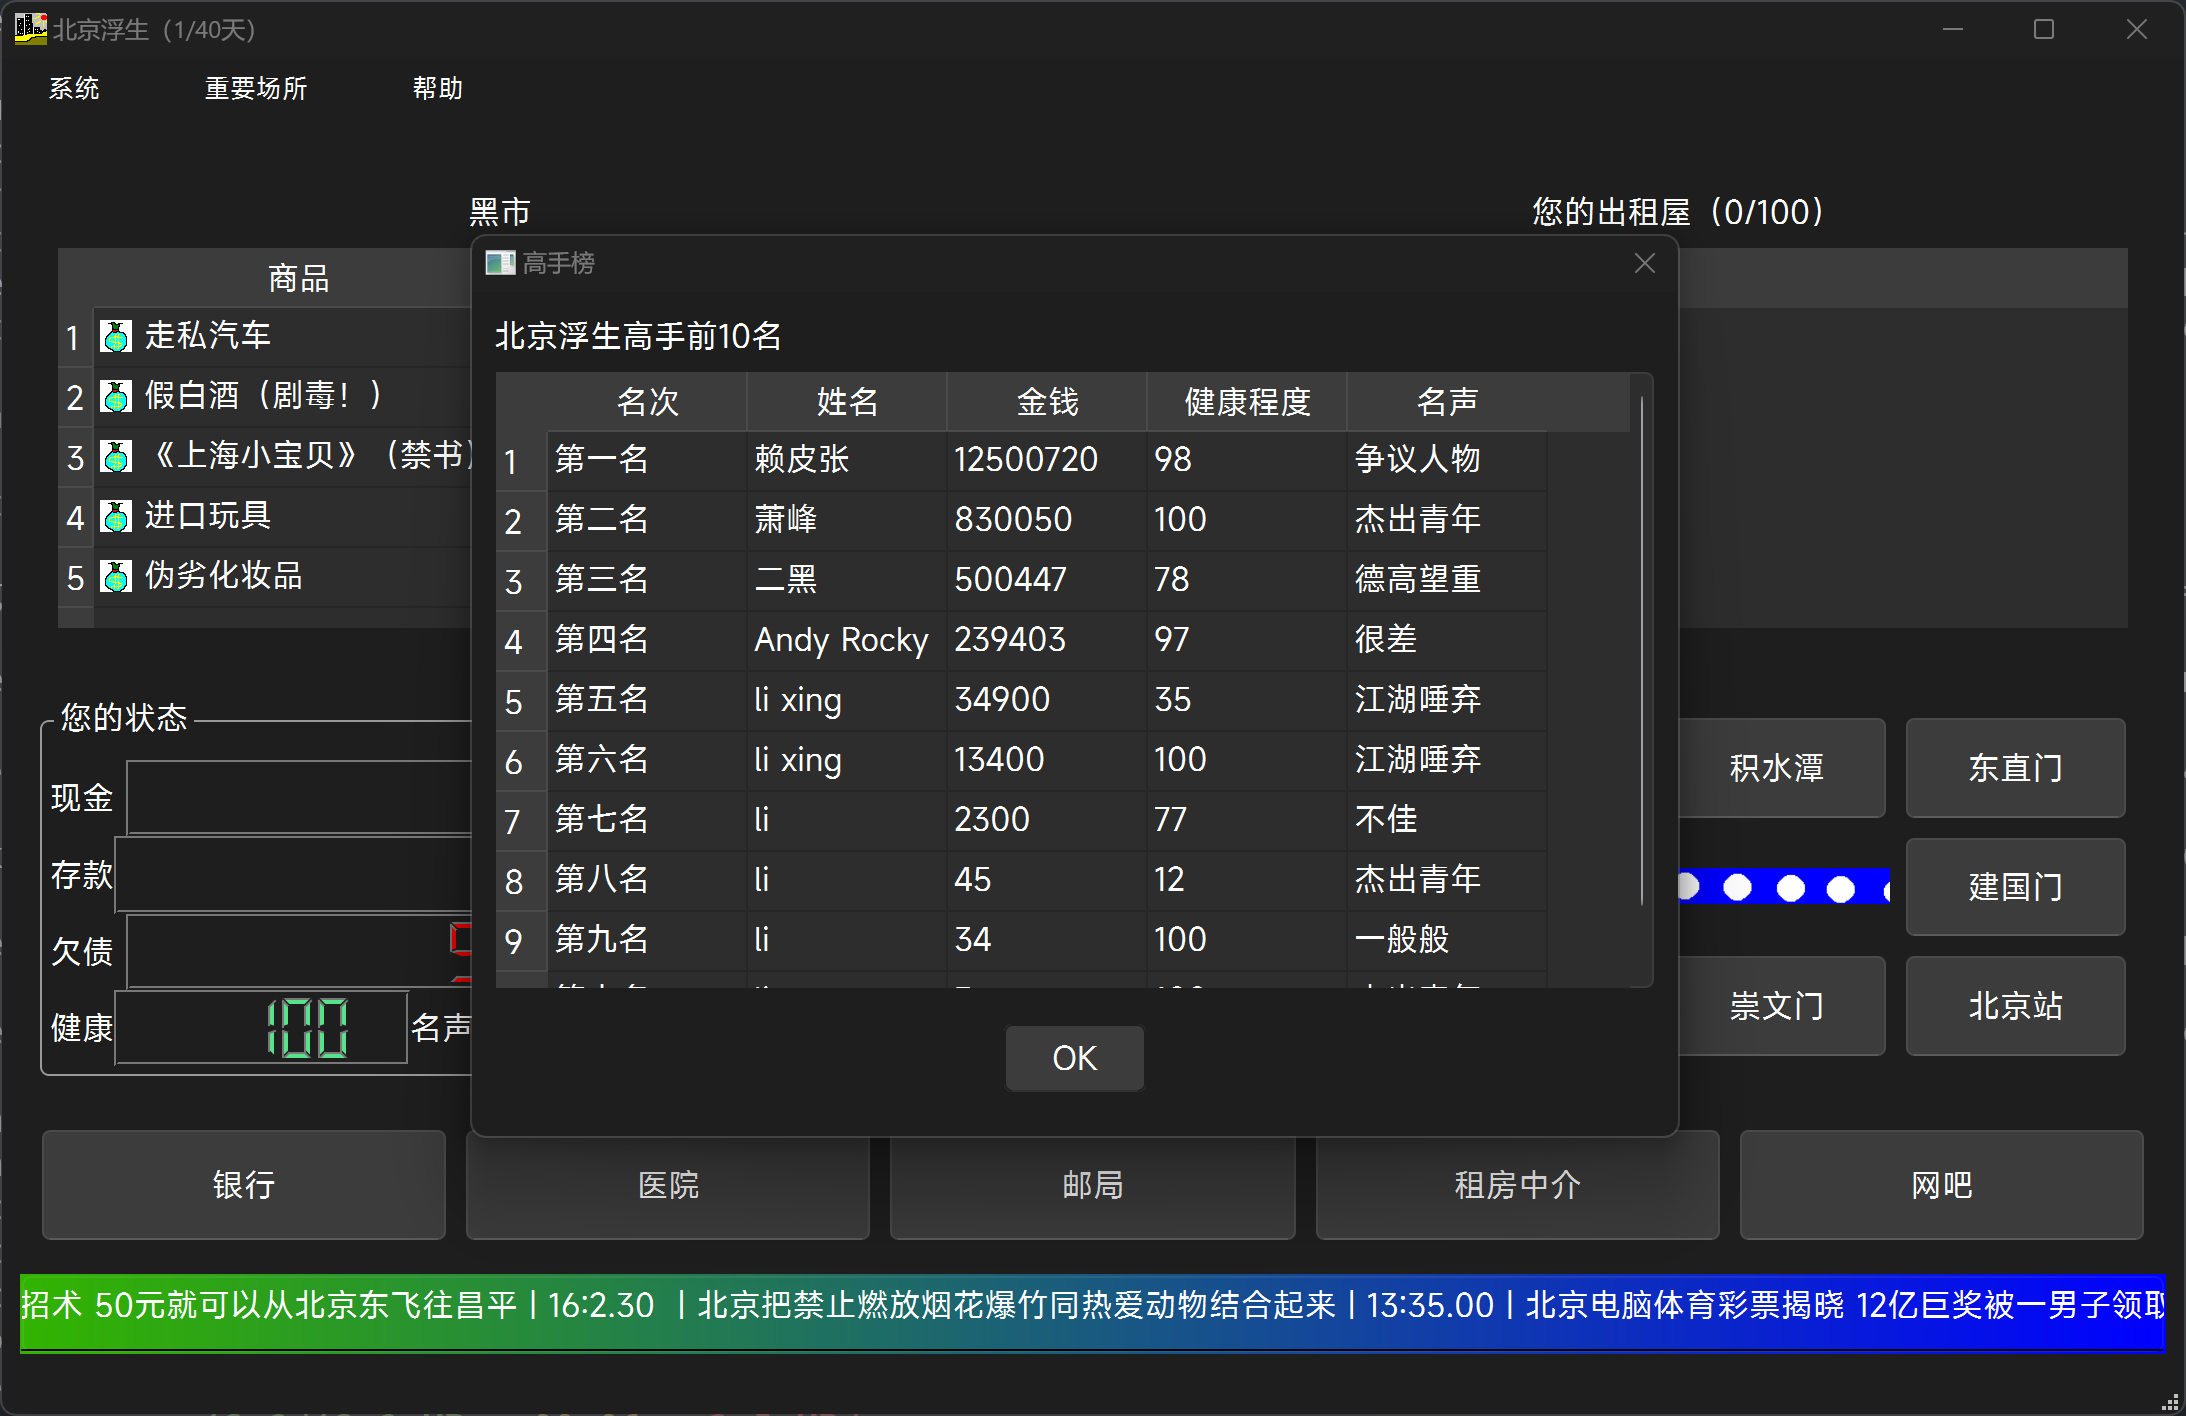 北京浮生（1/40天）
系统 重要场所 帮助
黑市 您的出租屋（0/100）
商品
1 走私汽车
2 假白酒（剧毒！）
3 《上海小宝贝》（禁书）
4 进口玩具
5 伪劣化妆品
高手榜
北京浮生高手前10名
名次 姓名 金钱 健康程度 名声
1 第一名 赖皮张 12500720 98 争议人物
2 第二名 萧峰 830050 100 杰出青年
3 第三名 二黑 500447 78 德高望重
4 第四名 Andy Rocky 239403 97 很差
5 第五名 li xing 34900 35 江湖唾弃
6 第六名 li xing 13400 100 江湖唾弃
7 第七名 li 2300 77 不佳
8 第八名 li 45 12 杰出青年
9 第九名 li 34 100 一般般
OK
您的状态
现金
存款
欠债
健康 100 名声
积水潭 东直门
建国门
崇文门 北京站
银行 医院 邮局 租房中介 网吧
招术 50元就可以从北京东飞往昌平 | 16:2.30 | 北京把禁止燃放烟花爆竹同热爱动物结合起来 | 13:35.00 | 北京电脑体育彩票揭晓 12亿巨奖被一男子领取